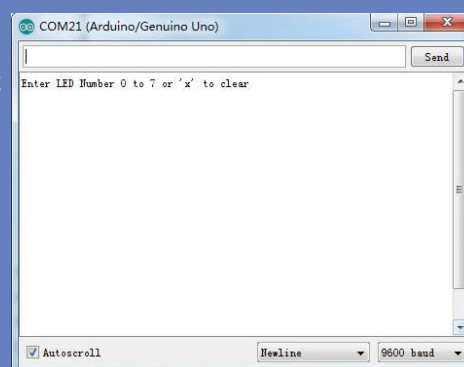 COM21 (Arduino/Genuino Uno)
Send
Enter LED Number 0 to 7 or 'x' to clear
Autoscroll
Newline
9600 baud